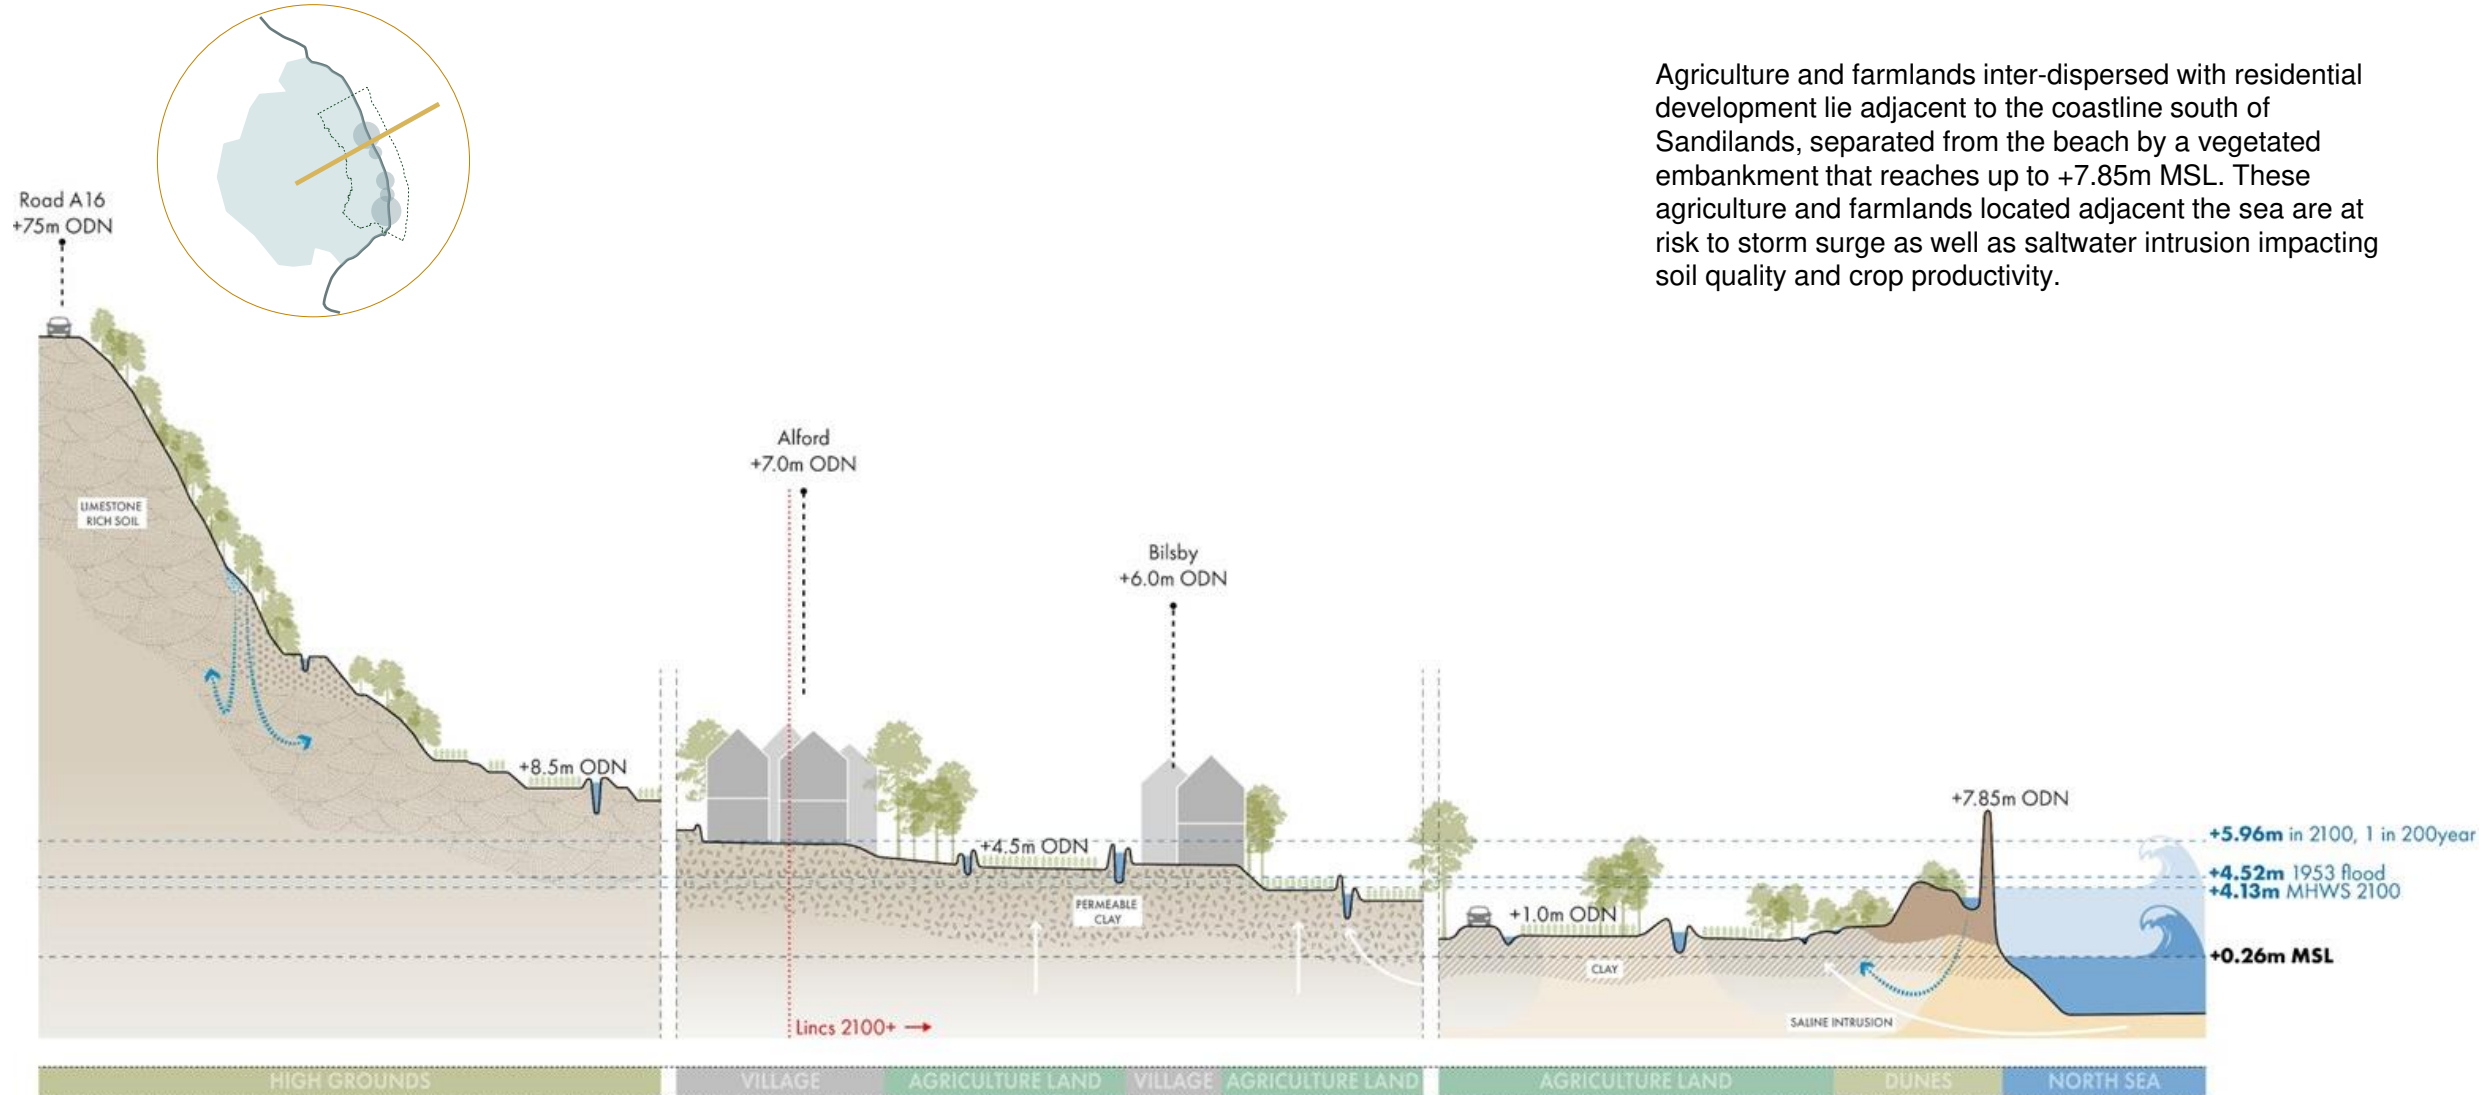 Agriculture and farmlands inter-dispersed with residential
development lie adjacent to the coastline south of
Sandilands, separated from the beach by a vegetated
embankment that reaches up to +7.85m MSL. These
agriculture and farmlands located adjacent the sea are at
risk to storm surge as well as saltwater intrusion impacting
soil quality and crop productivity.
Road A16
+75m ODN
Alford
+7.0m ODN
LIMESTONE
RICH SOIL
Bilsby
+6.0m ODN
+8.5m ODN
+4.5m ODN
+7.85m ODN
+5.96m in 2100, 1 in 200year
+4.52m 1953 flood
+4.13m MHWS 2100
PERMEABLE
CLAY
+1.0m ODN
+0.26m MSL
CLAY
SALINE INTRUSION
Lincs 2100+
HIGH GROUNDS
VILLAGE
AGRICULTURE LAND
VILLAGE
AGRICULTURE LAND
AGRICULTURE LAND
DUNES
NORTH SEA